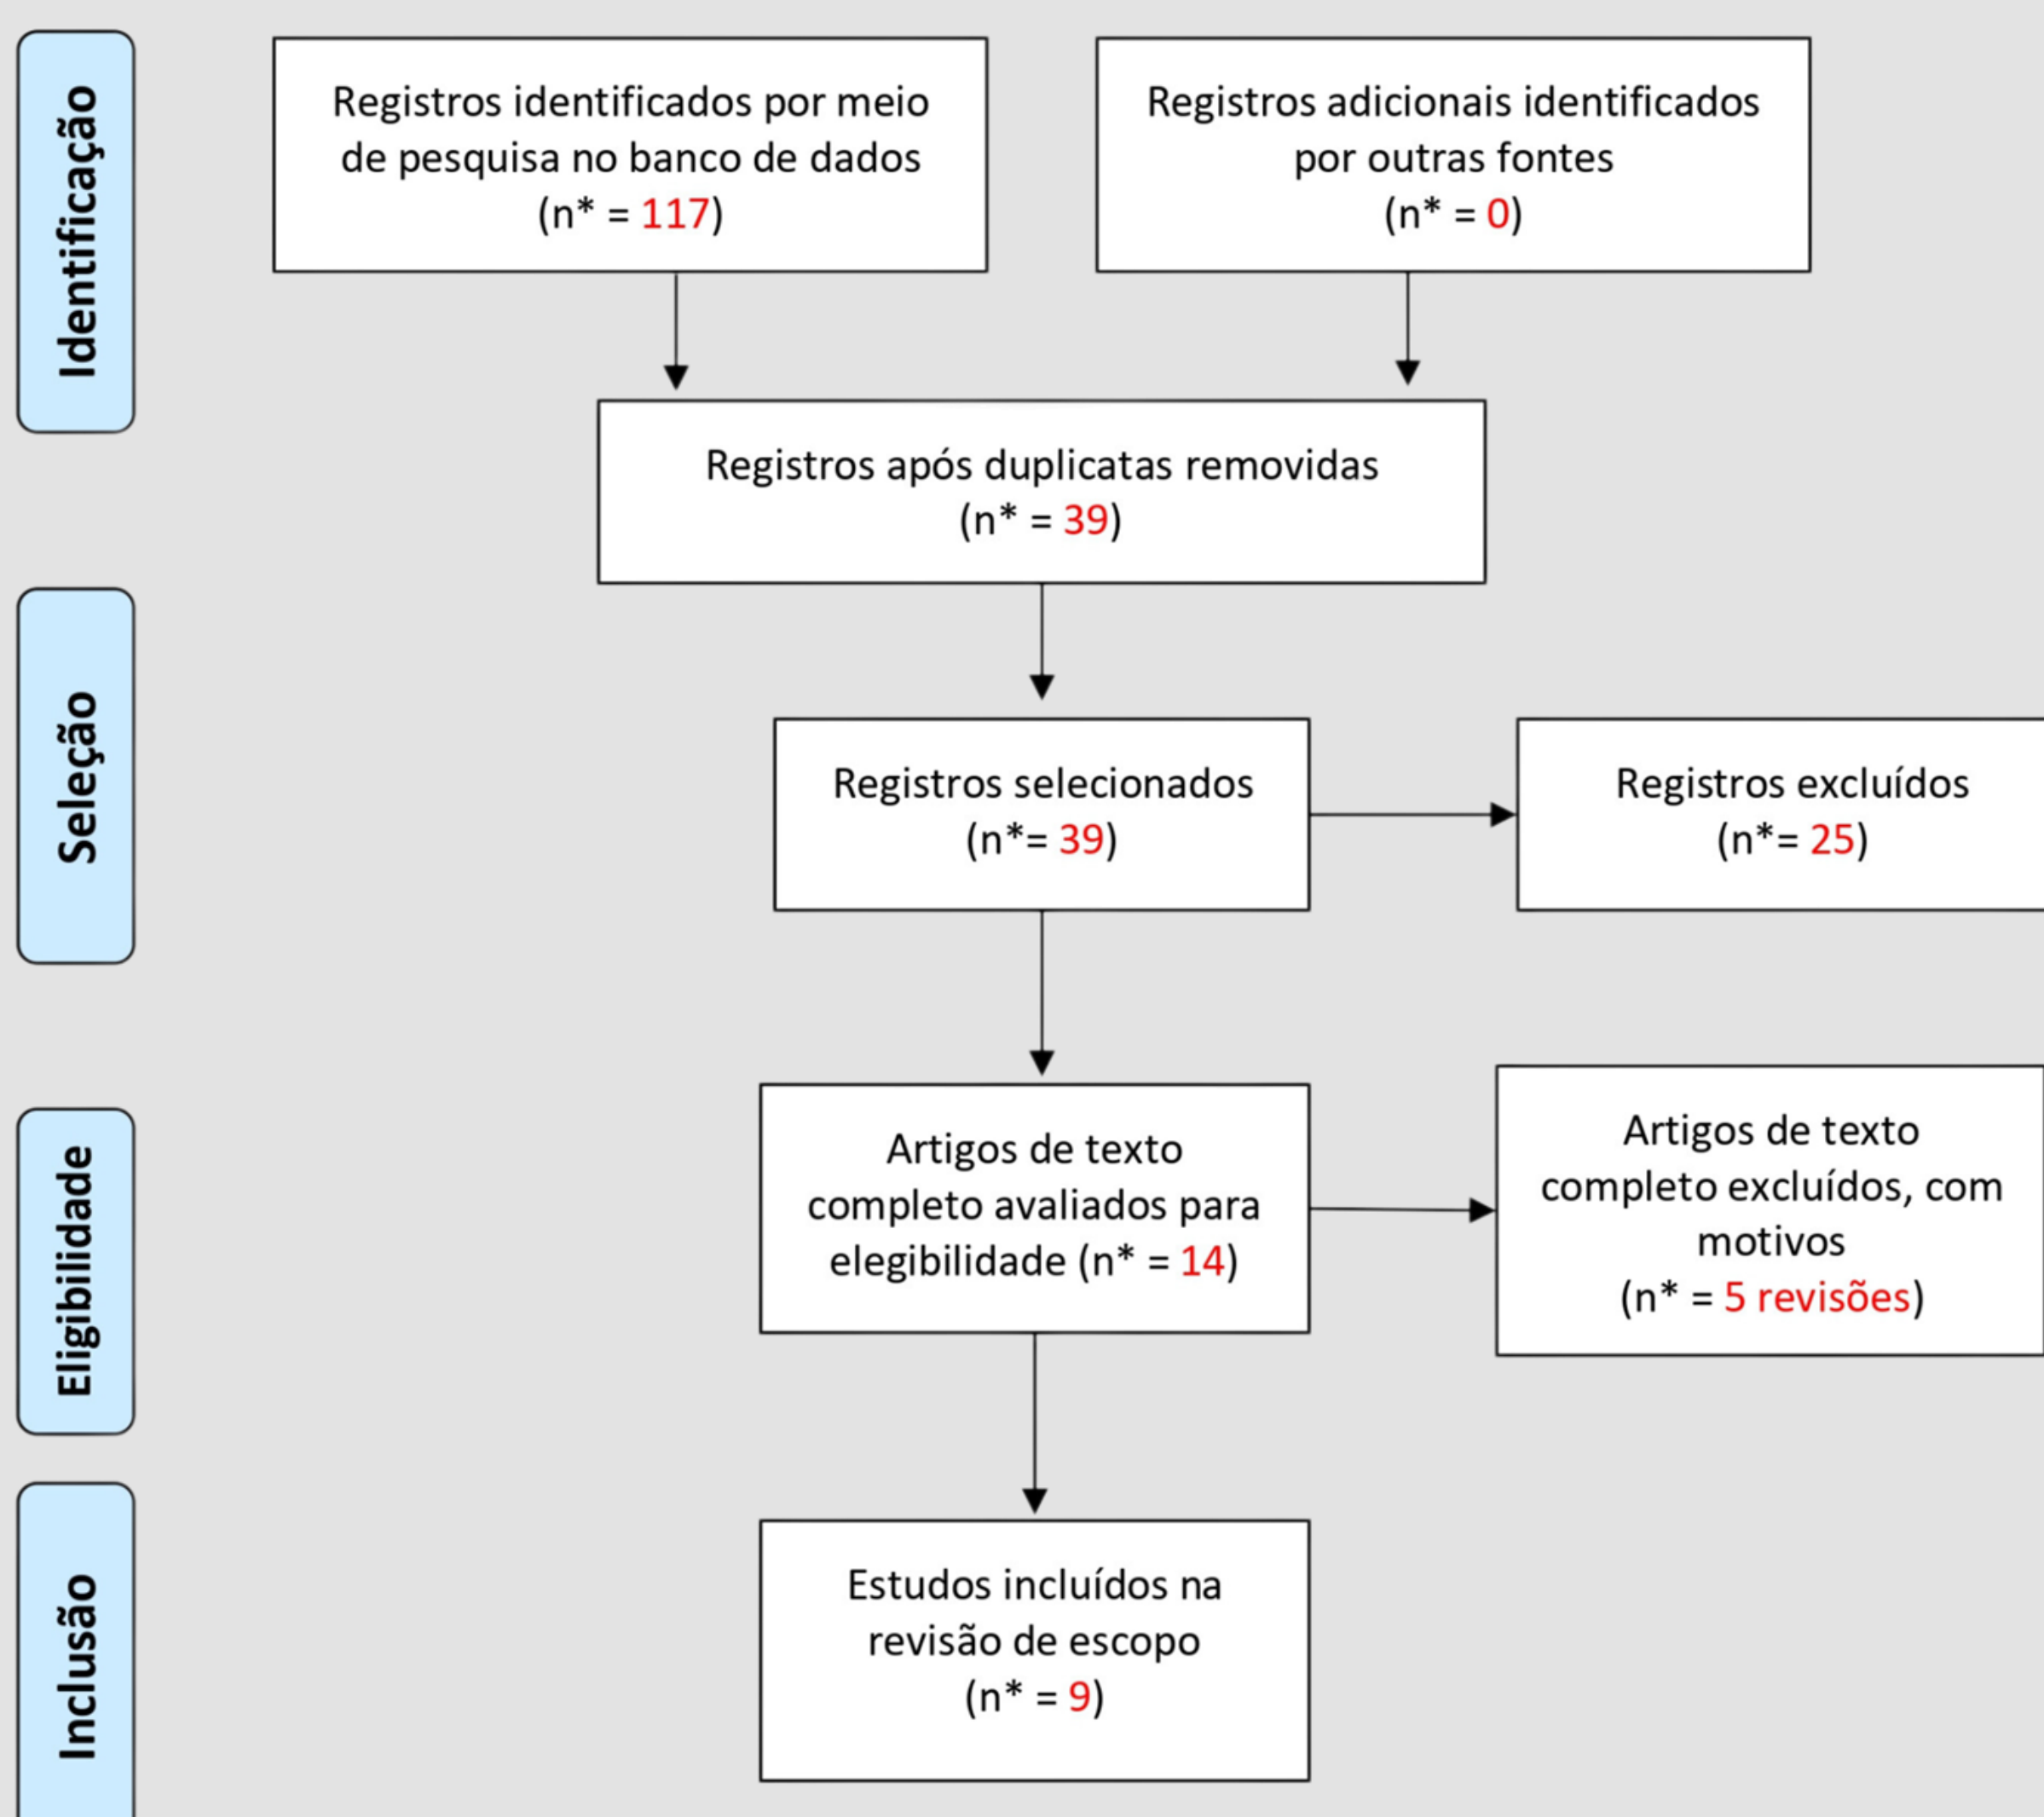 Identificação
Registros identificados por meio
de pesquisa no banco de dados
(n* = 117)
Registros adicionais identificados
por outras fontes
(n* = 0)
Registros após duplicatas removidas
(n* = 39)
Seleção
Registros selecionados
(n*= 39)
Registros excluídos
(n*= 25)
Eligibilidade
Artigos de texto
completo avaliados para
elegibilidade (n* = 14)
Artigos de texto
completo excluídos, com
motivos
(n* = 5 revisões)
Inclusão
Estudos incluídos na
revisão de escopo
(n* = 9)